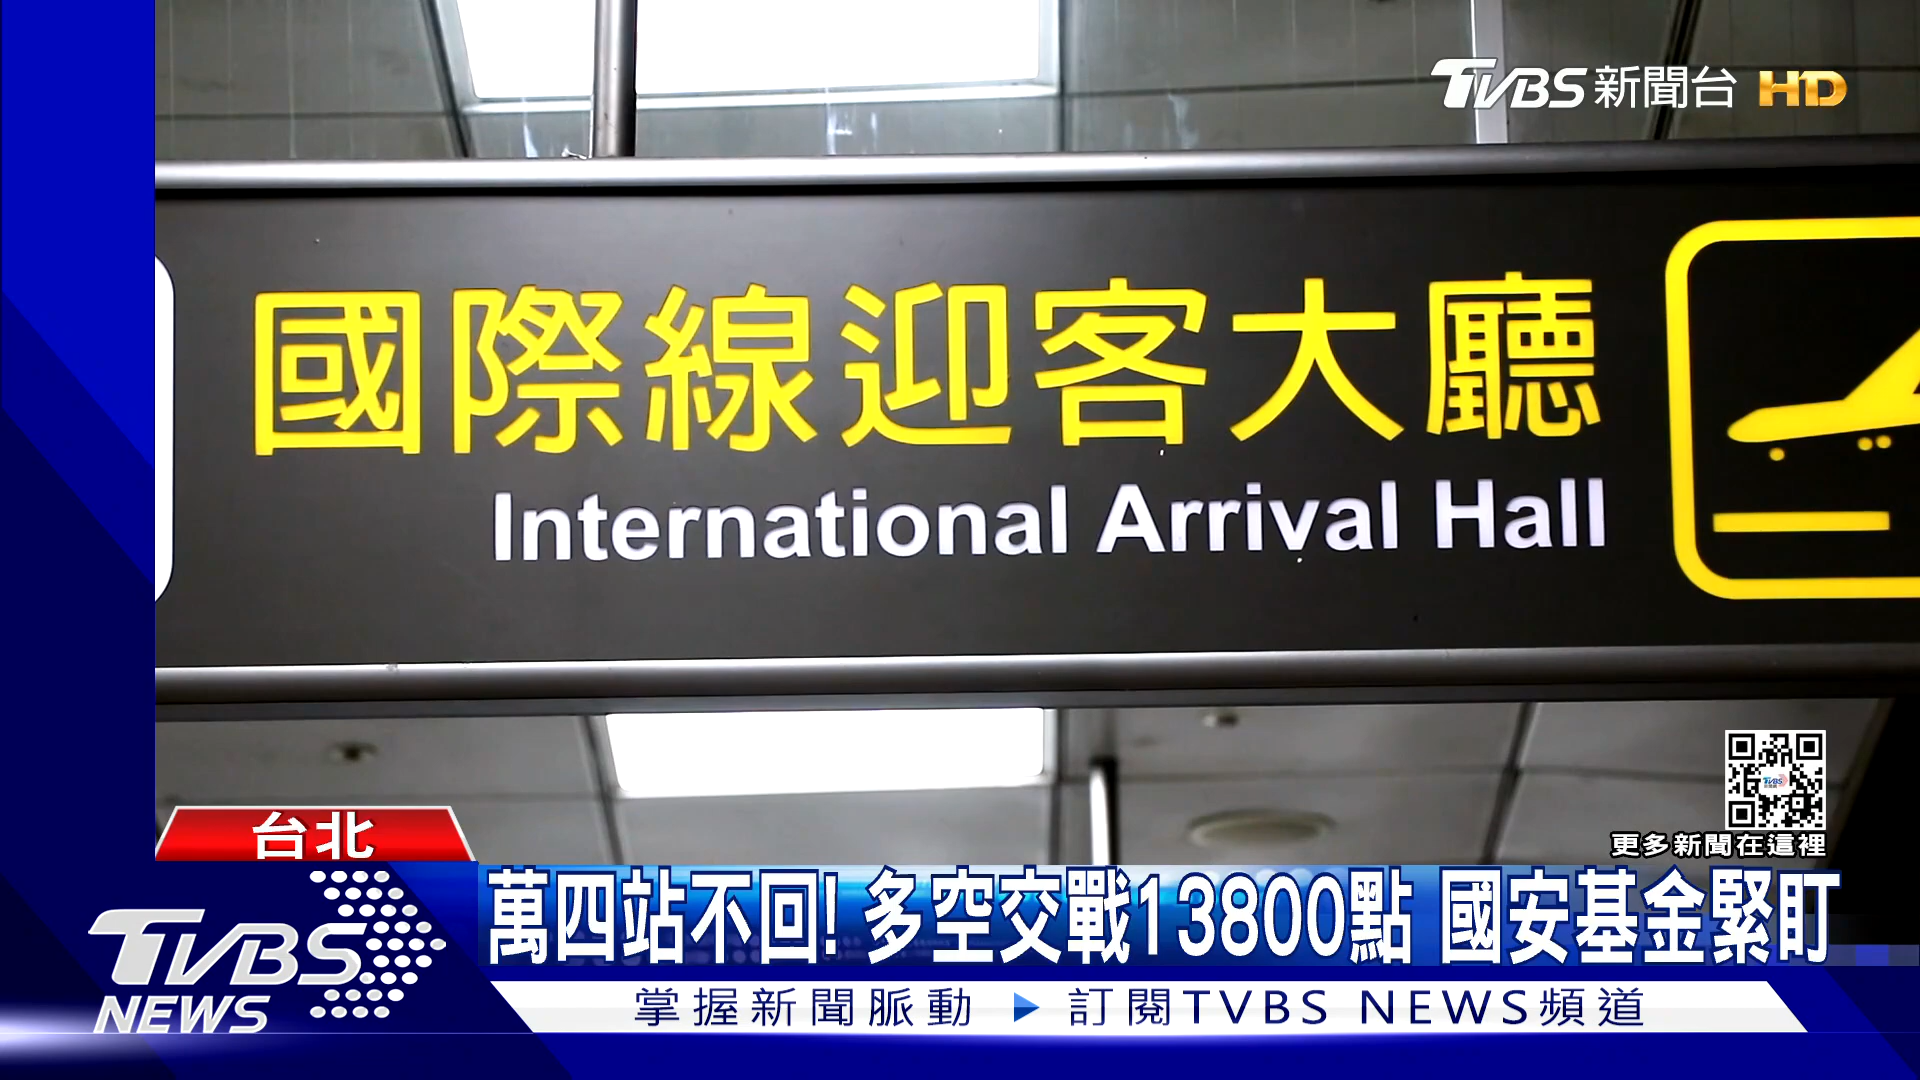 TVBS新聞台 HD
國際線迎客大廳
International Arrival Hall
TVBS
更多新聞在這裡
台北
萬四站不回! 多空交戰13800點 國安基金緊盯
TVBS
NEWS
掌握新聞脈動 ▶ 訂閱TVBS NEWS頻道